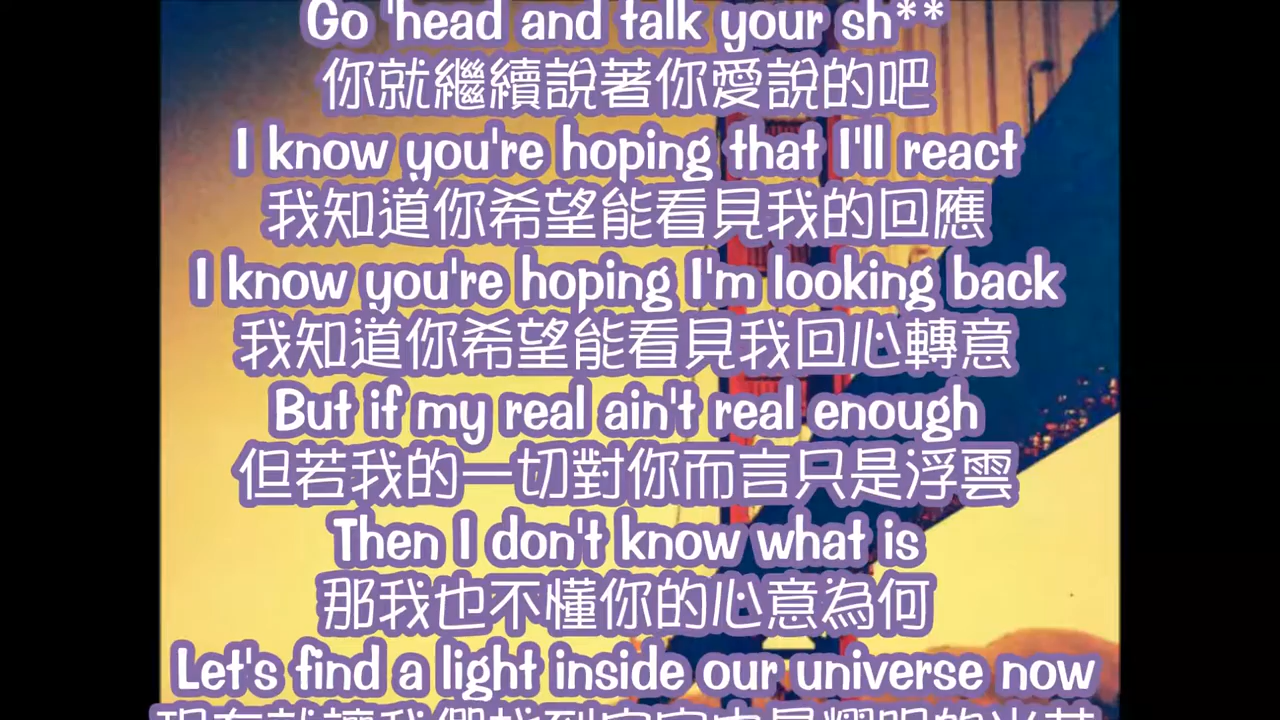 Go 'head and talk your sh**
你就繼續說著你愛說的吧
I know you're hoping that I'll react
我知道你希望能看見我的回應
I know you're hoping I'm looking back
我知道你希望能看見我回心轉意
But if my real ain't real enough
但若我的一切對你而言只是浮雲
Then I don't know what is
那我也不懂你的心意為何
Let's find a light inside our universe now